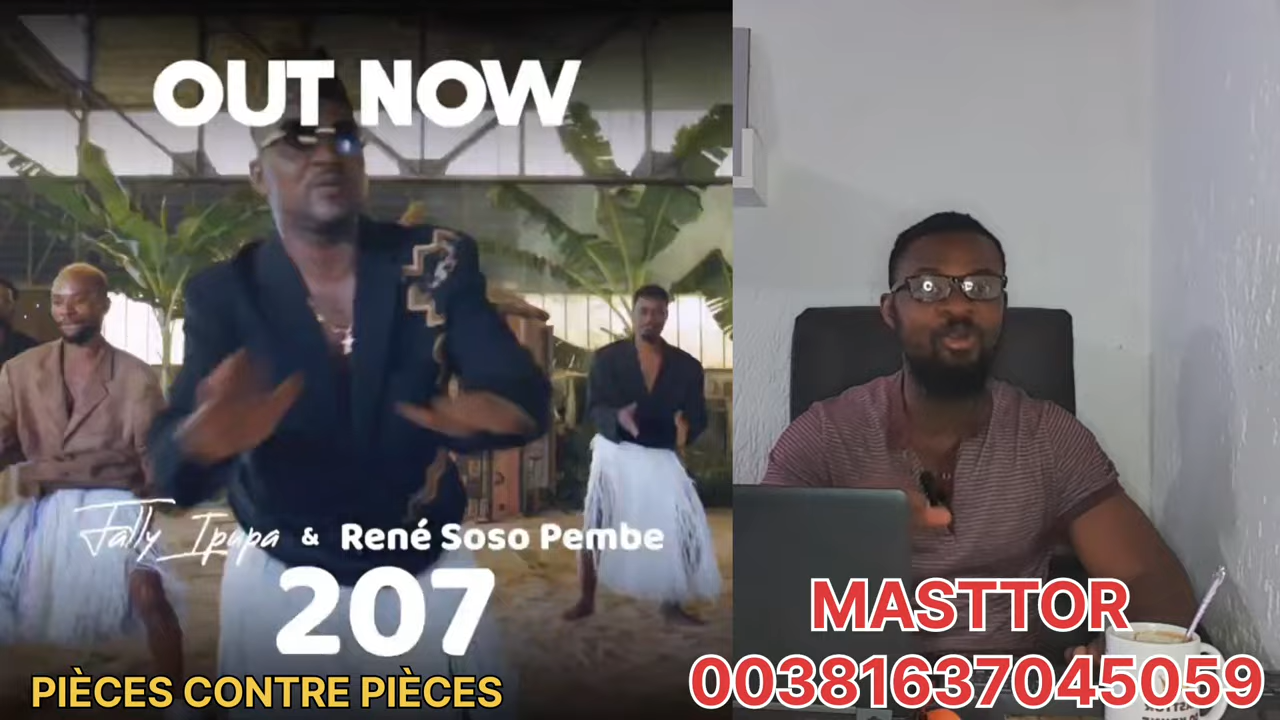 OUT NOW
Fally Ipupa & René Soso Pembe
207
PIÈCES CONTRE PIÈCES
MASTTOR
00381637045059